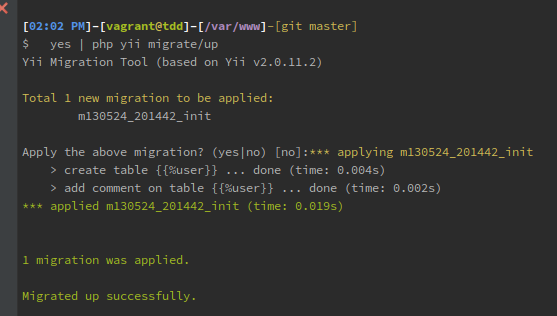 [02:02 PM]-[vagrant@tdd]-[/var/www]-[git master]
$   yes | php yii migrate/up
Yii Migration Tool (based on Yii v2.0.11.2)
Total 1 new migration to be applied:
        m130524_201442_init
Apply the above migration? (yes|no) [no]:*** applying m130524_201442_init
    > create table {{%user}} ... done (time: 0.004s)
    > add comment on table {{%user}} ... done (time: 0.002s)
*** applied m130524_201442_init (time: 0.019s)
1 migration was applied.
Migrated up successfully.